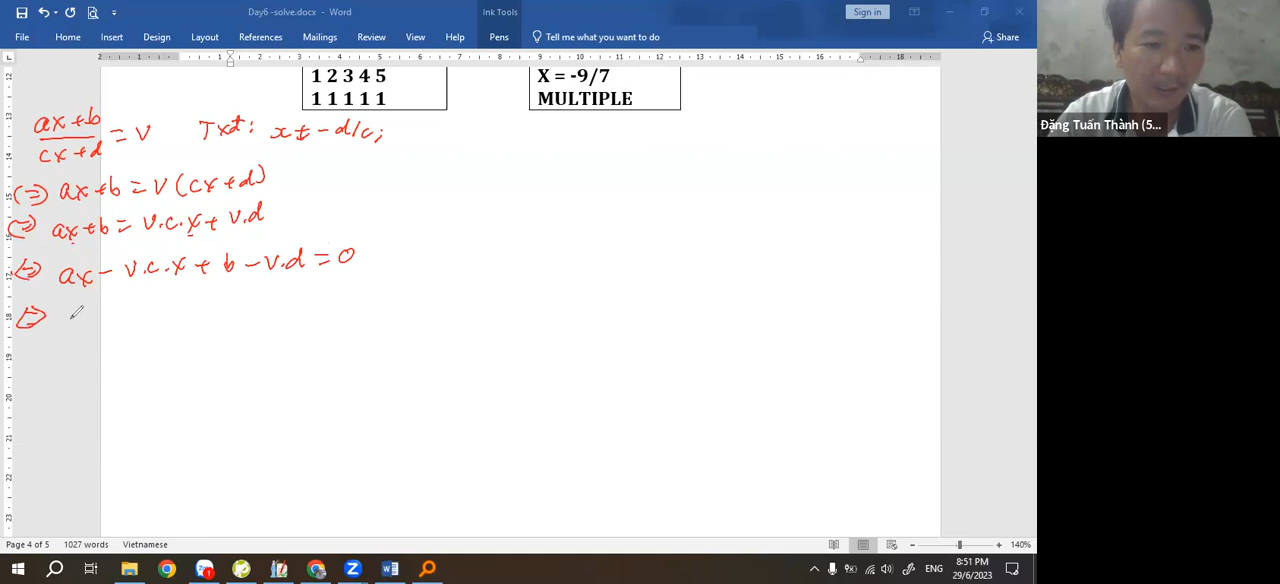 Day6 -solve.docx - Word
Ink Tools
Sign in
File Home Insert Design Layout References Mailings Review View Help Pens Tell me what you want to do Share
1 2 3 4 5
1 1 1 1 1
X = -9/7
MULTIPLE
ax+b
cx+d
= v
Txđ: x ≠ -d/c;
(=) ax+b = v(cx+d)
(=) ax+b = v.c.x + v.d
(=) ax - v.c.x + b - v.d = 0
(=)
Đặng Tuấn Thành (5...
Page 4 of 5 1027 words Vietnamese 140%
ENG
8:51 PM
29/6/2023